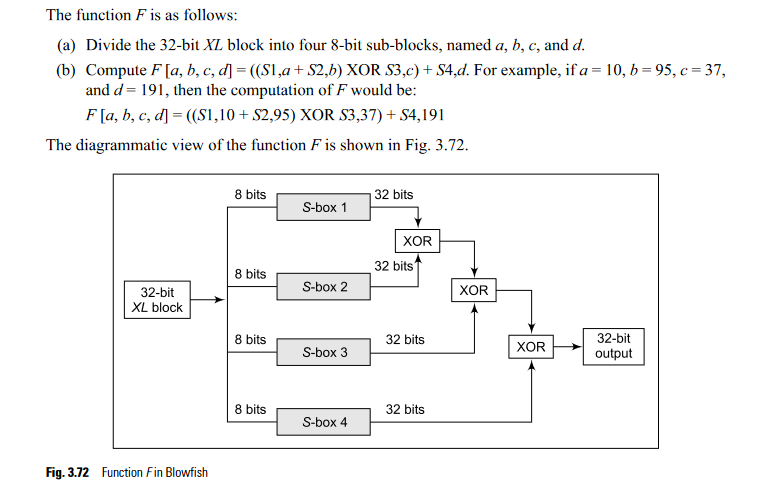 The function F is as follows:
(a) Divide the 32-bit XL block into four 8-bit sub-blocks, named a, b, c, and d.
(b) Compute F [a, b, c, d] = ((S1,a + S2,b) XOR S3,c) + S4,d. For example, if a = 10, b = 95, c = 37,
and d = 191, then the computation of F would be:
F [a, b, c, d] = ((S1,10 + S2,95) XOR S3,37) + S4,191
The diagrammatic view of the function F is shown in Fig. 3.72.
8 bits
S-box 1
32 bits
XOR
8 bits
S-box 2
32 bits
32-bit
XL block
XOR
8 bits
S-box 3
32 bits
XOR
32-bit
output
8 bits
S-box 4
32 bits
Fig. 3.72 Function F in Blowfish